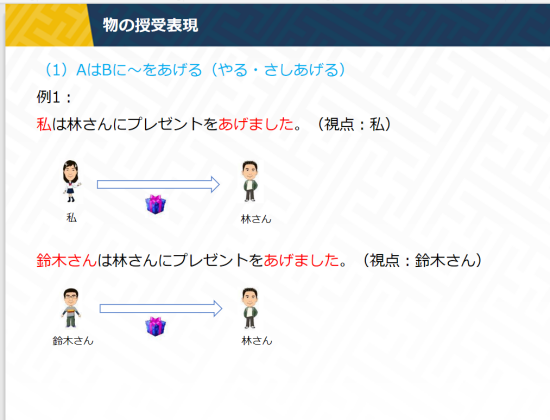 物の授受表現
（1）AはBに～をあげる（やる・さしあげる）
例1：
私は林さんにプレゼントをあげました。（視点：私）
私
林さん
鈴木さんは林さんにプレゼントをあげました。（視点：鈴木さん）
鈴木さん
林さん